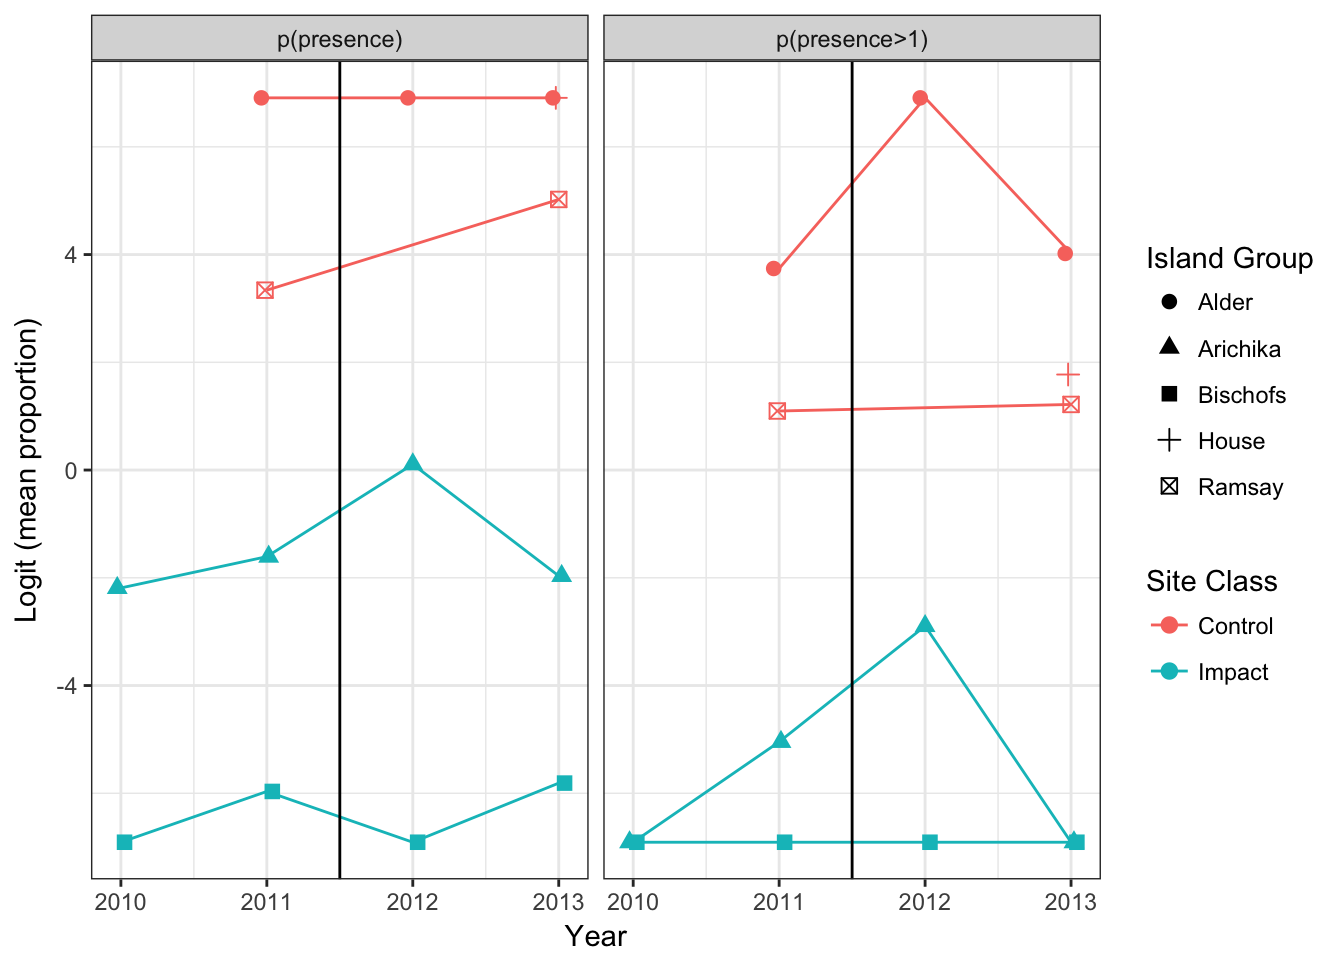 p(presence)
p(presence>1)
4
0
-4
Logit (mean proportion)
2010
2011
2012
2013
2010
2011
2012
2013
Year
Island Group
Alder
Arichika
Bischofs
House
Ramsay
Site Class
Control
Impact